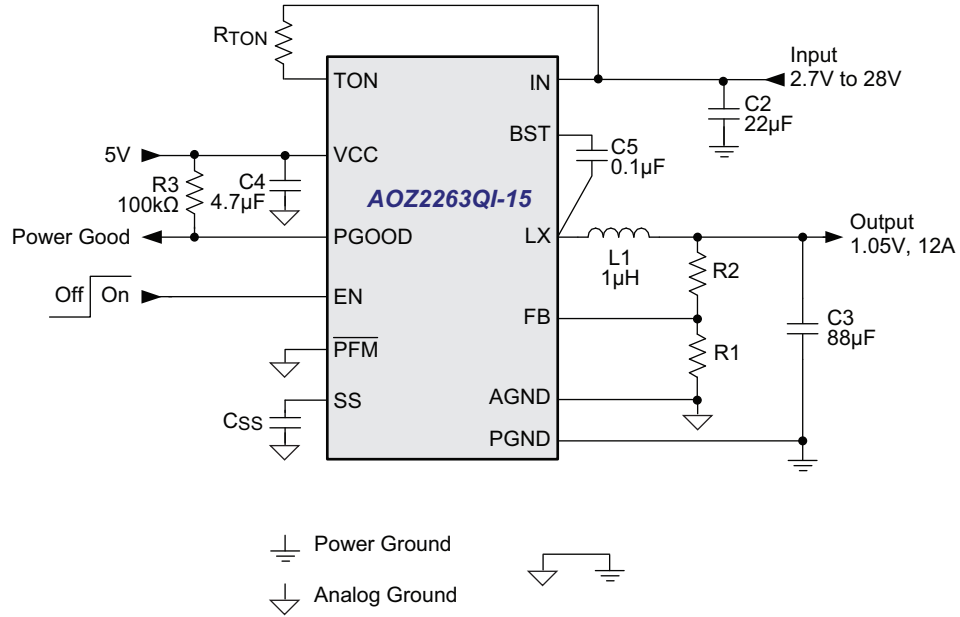 RTON
TON
IN
Input
2.7V to 28V
C2
22µF
BST
C5
0.1µF
5V
VCC
R3
100kΩ
C4
4.7µF
AOZ2263QI-15
Power Good
PGOOD
LX
L1
1µH
Output
1.05V, 12A
R2
Off On
EN
FB
C3
88µF
R1
PFM
AGND
CSS
SS
PGND
Power Ground
Analog Ground